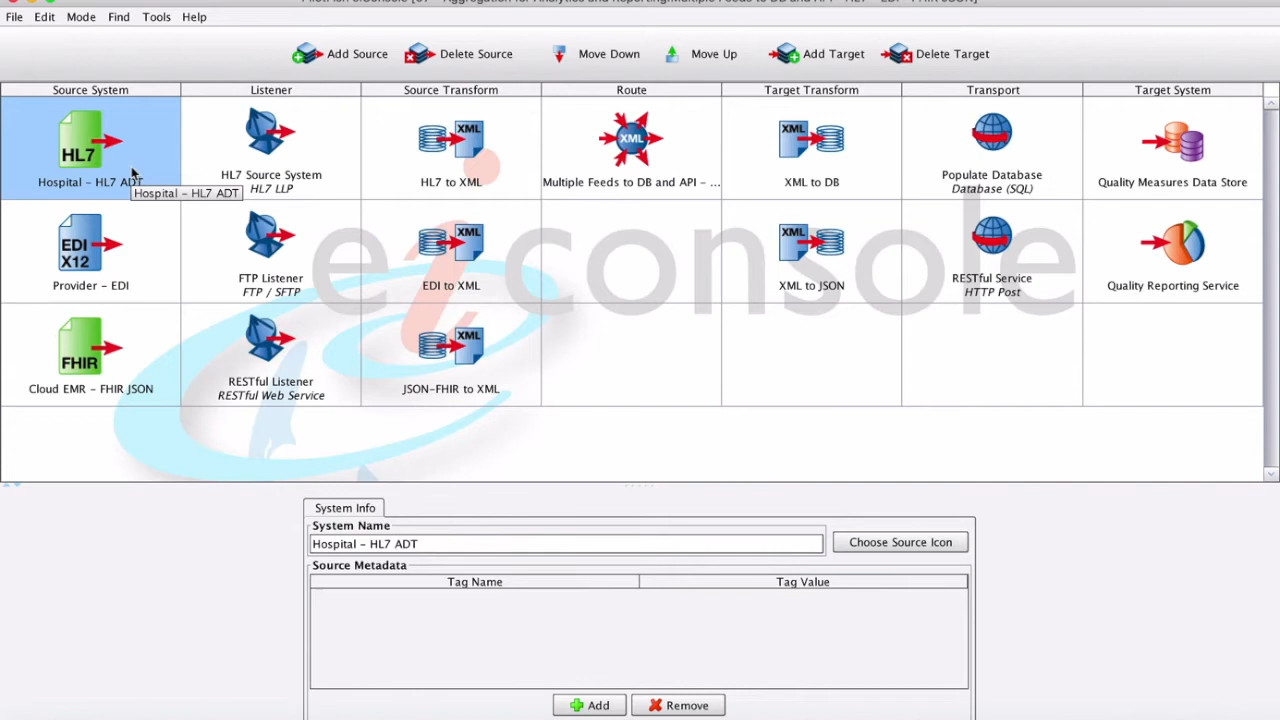 File Edit Mode Find Tools Help
Add Source Delete Source Move Down Move Up Add Target Delete Target
Source System Listener Source Transform Route Target Transform Transport Target System
HL7 XML XML XML
Hospital - HL7 ADT
HL7 Source System
HL7 LLP
HL7 to XML
Multiple Feeds to DB and API - ...
XML to DB
Populate Database
Database (SQL)
Quality Measures Data Store
Hospital - HL7 ADT
EDI
X12
XML XML
Provider - EDI
FTP Listener
FTP / SFTP
EDI to XML
XML to JSON
RESTful Service
HTTP Post
Quality Reporting Service
eiconsole
FHIR XML
Cloud EMR - FHIR JSON
RESTful Listener
RESTful Web Service
JSON-FHIR to XML
System Info
System Name
Hospital - HL7 ADT Choose Source Icon
Source Metadata
Tag Name Tag Value
Add Remove